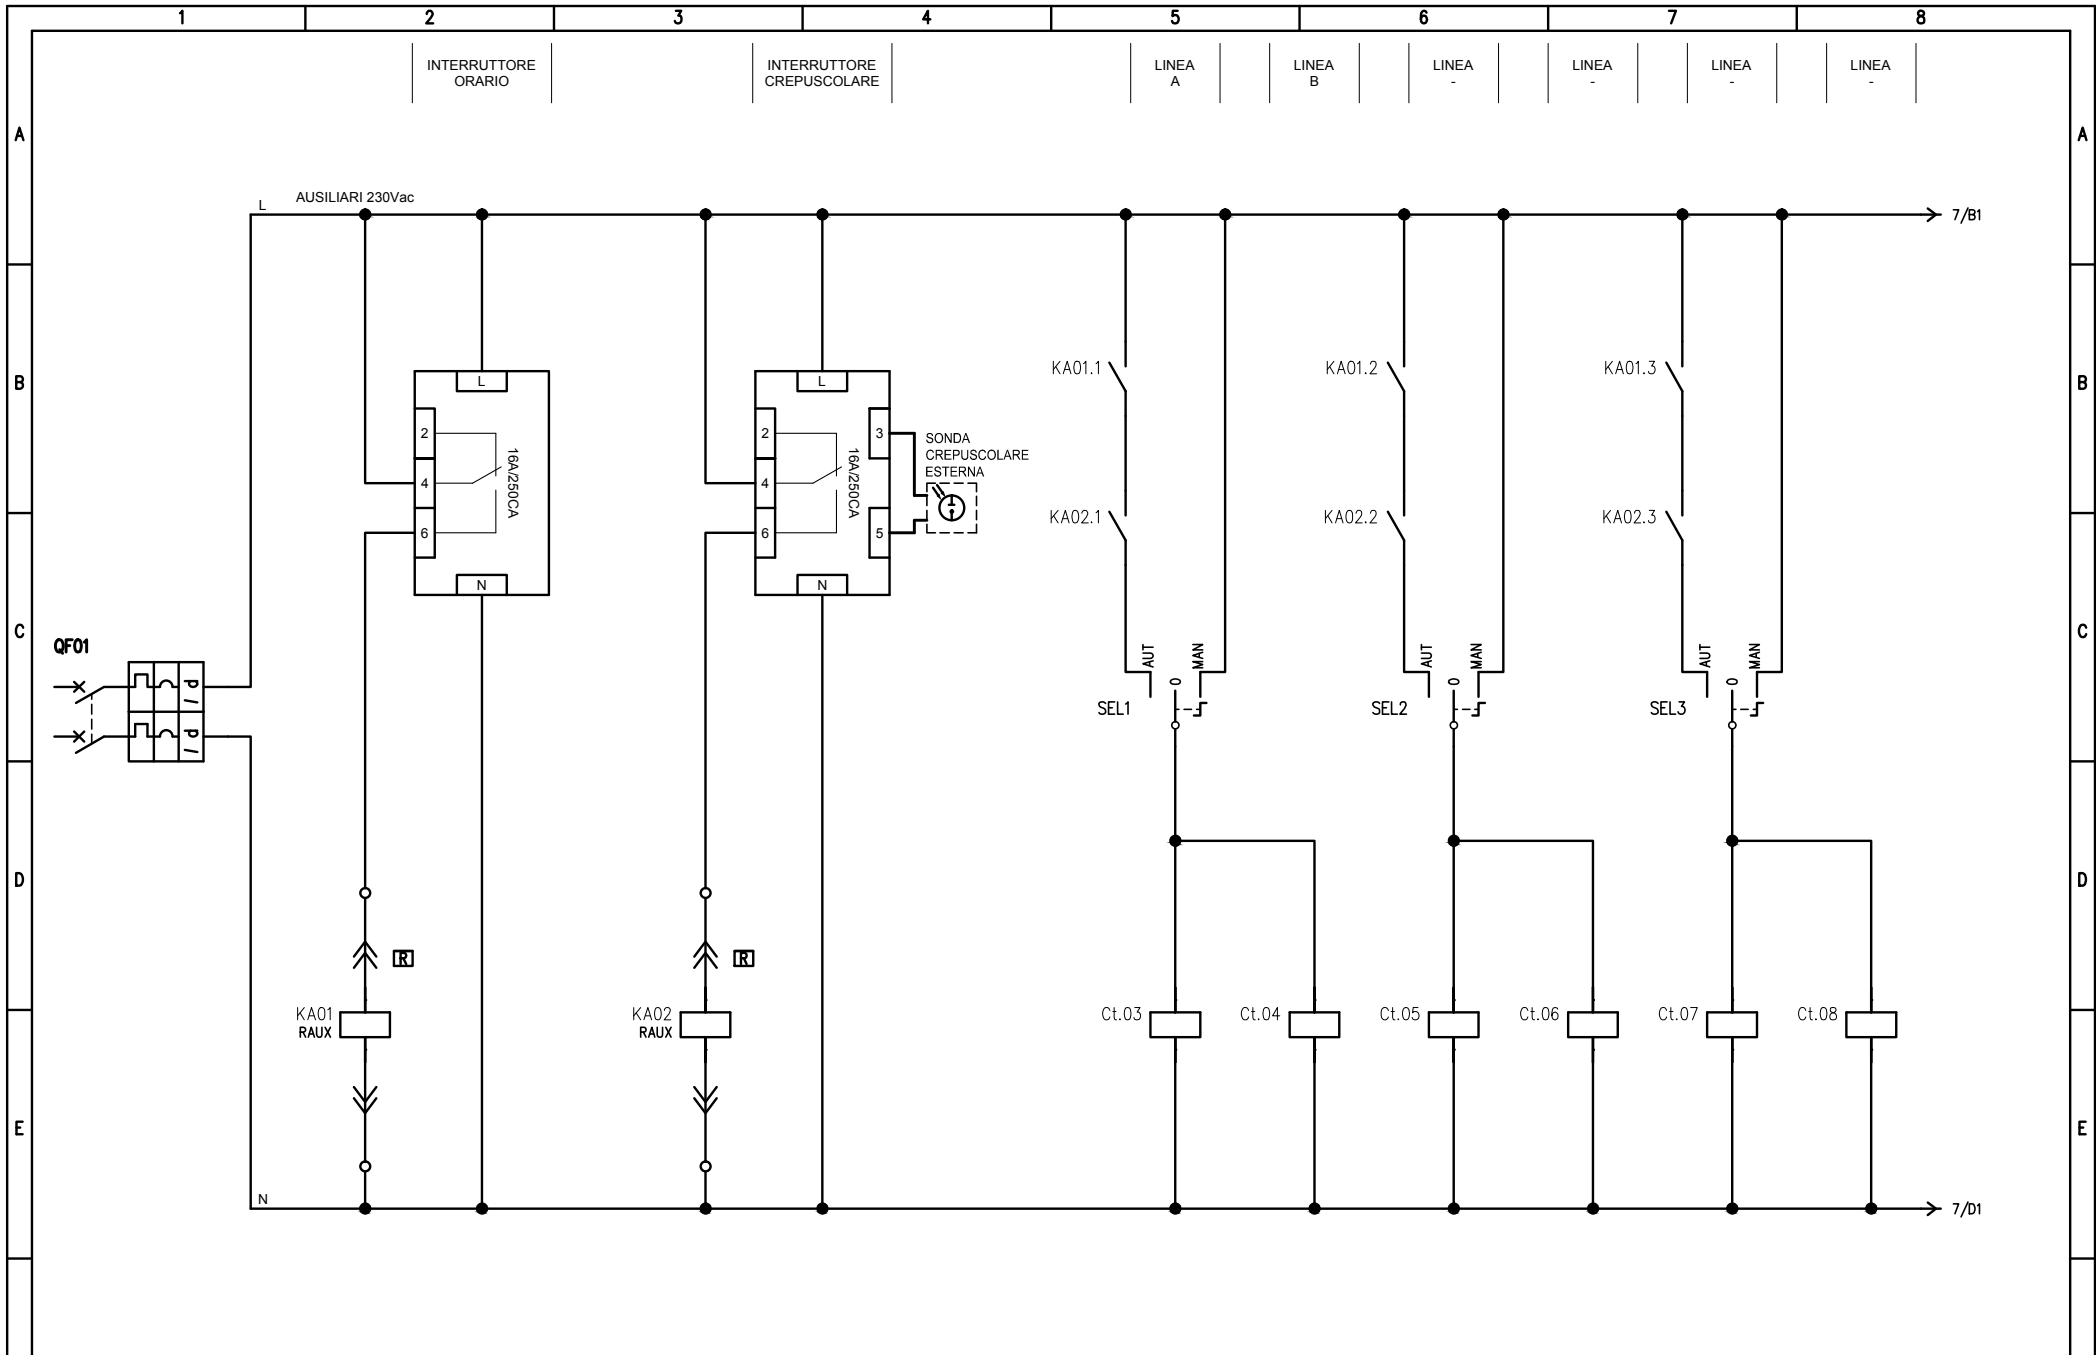 1 2 3 4 5 6 7 8
INTERRUTTORE
ORARIO
INTERRUTTORE
CREPUSCOLARE
LINEA
A
LINEA
B
LINEA
-
LINEA
-
LINEA
-
LINEA
-
A A
L AUSILIARI 230Vac
7/B1
B B
L
2
4
6
16A/250CA
N
L
2
4
6
16A/250CA
3
5
N
SONDA
CREPUSCOLARE
ESTERNA
KA01.1
KA02.1
KA01.2
KA02.2
KA01.3
KA02.3
C C
QF01
AUT 0 MAN
SEL1
AUT 0 MAN
SEL2
AUT 0 MAN
SEL3
D D
R
R
KA01
RAUX
KA02
RAUX
Ct.03
Ct.04
Ct.05
Ct.06
Ct.07
Ct.08
E E
N
7/D1